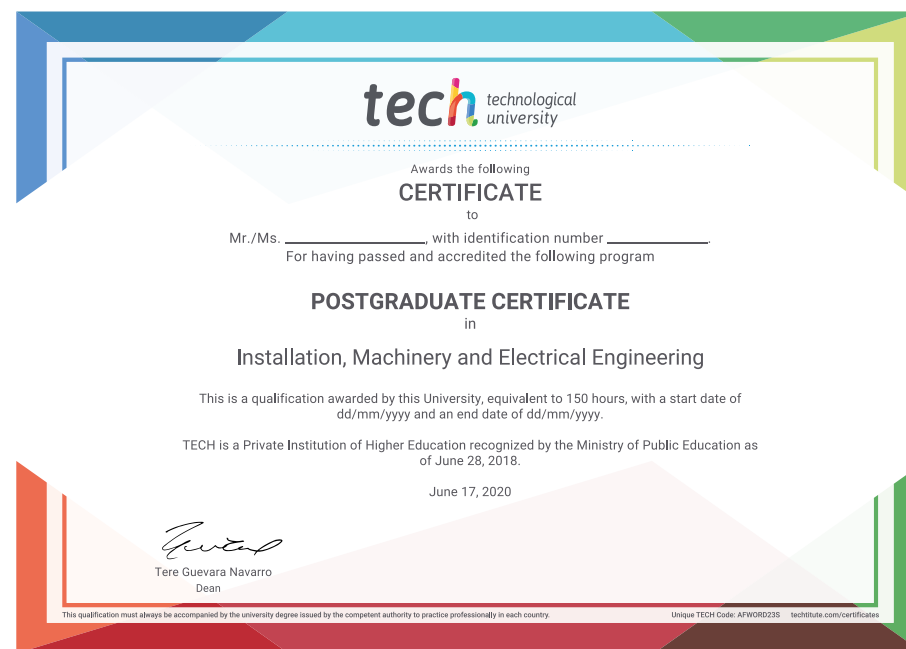 tech technological
university
Awards the following
CERTIFICATE
to
Mr./Ms. ____________________, with identification number ______________.
For having passed and accredited the following program
POSTGRADUATE CERTIFICATE
in
Installation, Machinery and Electrical Engineering
This is a qualification awarded by this University, equivalent to 150 hours, with a start date of
dd/mm/yyyy and an end date of dd/mm/yyyy.
TECH is a Private Institution of Higher Education recognized by the Ministry of Public Education as
of June 28, 2018.
June 17, 2020
Tere Guevara Navarro
Dean
This qualification must always be accompanied by the university degree issued by the competent authority to practice professionally in each country. Unique TECH Code: AFWORD23S techtitute.com/certificates